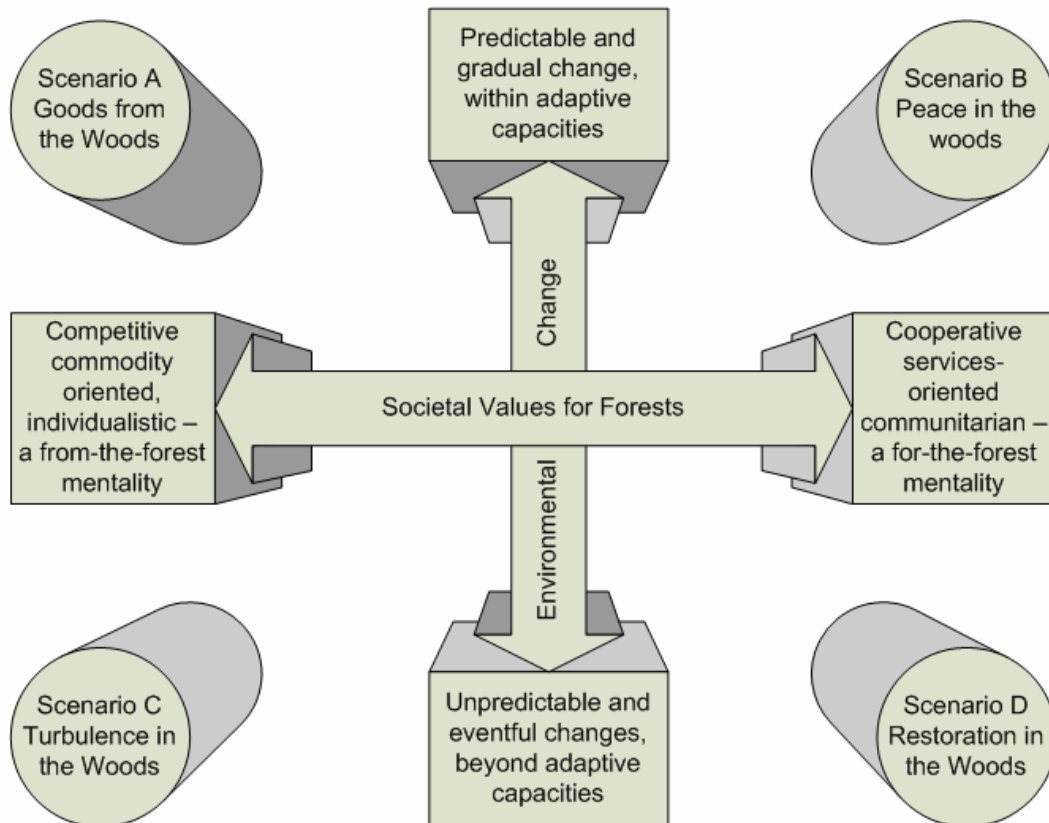 Scenario A
Goods from
the Woods
Predictable and
gradual change,
within adaptive
capacities
Scenario B
Peace in the
woods
Competitive
commodity
oriented,
individualistic –
a from-the-forest
mentality
Change
Societal Values for Forests
Environmental
Cooperative
services-
oriented
communitarian –
a for-the-forest
mentality
Scenario C
Turbulence in
the Woods
Unpredictable and
eventful changes,
beyond adaptive
capacities
Scenario D
Restoration in
the Woods